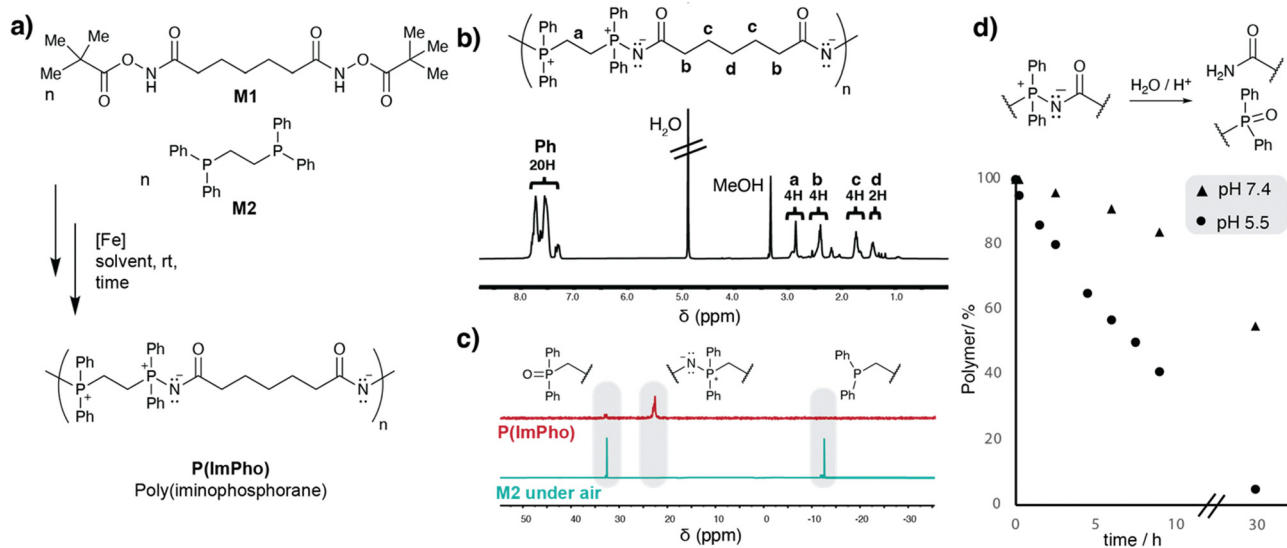 a)
Me
Me
Me
O
O
O
N
H
O
N
H
O
O
Me
Me
Me
n
M1
n
Ph
P
Ph
Ph
P
Ph
M2
[Fe]
solvent, rt,
time
Ph
P
+
Ph
Ph
+
P
Ph
N
−
O
O
N
−
n
P(ImPho)
Poly(iminophosphorane)
b)
Ph
P
+
Ph
a
Ph
+
P
Ph
N
−
O
b
c
d
c
b
O
N
−
n
Ph
20H
H2O
MeOH
a
4H
b
4H
c
4H
d
2H
8.0 7.0 6.0 5.0 4.0 3.0 2.0 1.0
δ (ppm)
c)
Ph
O=P
Ph
−
N
Ph
P
+
Ph
Ph
P
Ph
P(ImPho)
M2 under air
50 40 30 20 10 0 -10 -20 -30
δ (ppm)
d)
Ph
+
P
Ph
N
−
O
H2O / H+
H2N
O
Ph
P
O
Ph
100
80
60
40
20
0
Polymer/ %
pH 7.4
pH 5.5
0 5 10 30
time / h